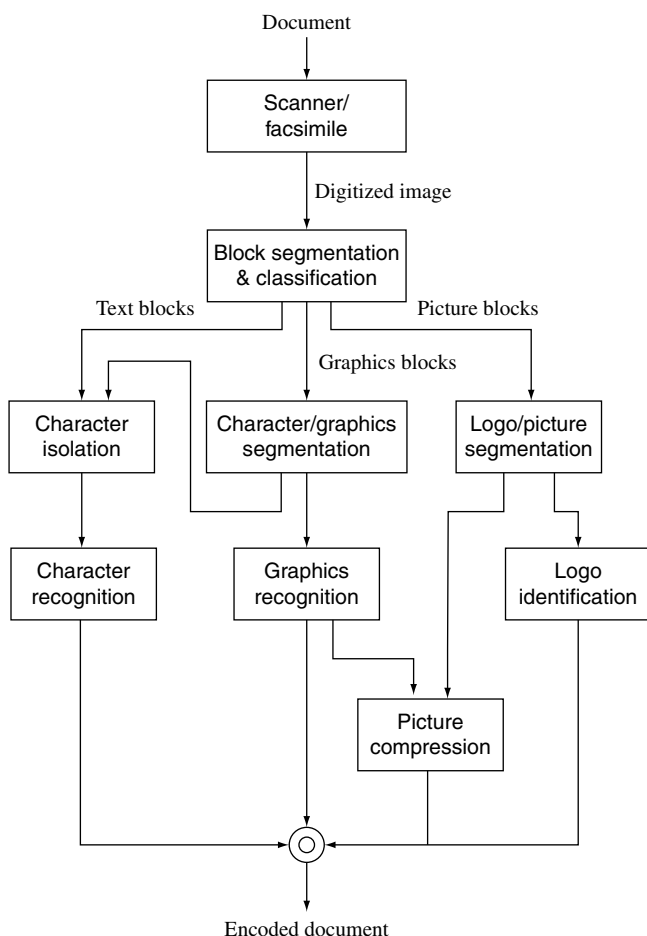 Document
Scanner/
facsimile
Digitized image
Block segmentation
& classification
Text blocks
Picture blocks
Graphics blocks
Character
isolation
Character/graphics
segmentation
Logo/picture
segmentation
Character
recognition
Graphics
recognition
Logo
identification
Picture
compression
Encoded document